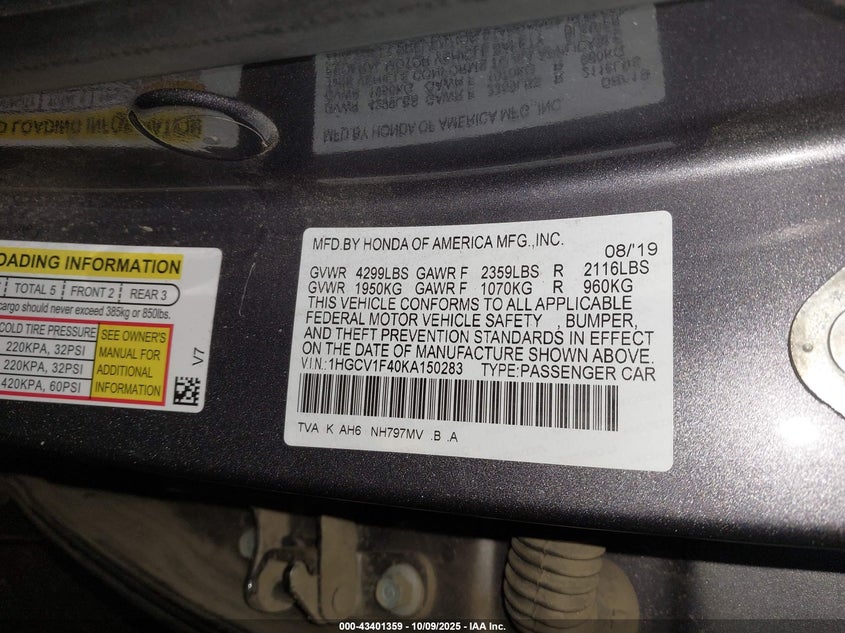 MFD.BY HONDA OF AMERICA MFG.,INC.
08/'19
GVWR 4299LBS GAWR F 2359LBS R 2116LBS
GVWR 1950KG GAWR F 1070KG R 960KG
THIS VEHICLE CONFORMS TO ALL APPLICABLE
FEDERAL MOTOR VEHICLE SAFETY , BUMPER,
AND THEFT PREVENTION STANDARDS IN EFFECT
ON THE DATE OF MANUFACTURE SHOWN ABOVE.
VIN.:1HGCV1F40KA150283 TYPE:PASSENGER CAR
TVA K AH6 NH797MV .B .A
OADING INFORMATION
TOTAL 5 FRONT 2 REAR 3
cargo should never exceed 385kg or 850lbs.
COLD TIRE PRESSURE
220KPA, 32PSI
220KPA, 32PSI
420KPA, 60PSI
SEE OWNER'S
MANUAL FOR
ADDITIONAL
INFORMATION
V7
000-43401359 - 10/09/2025 - IAA Inc.